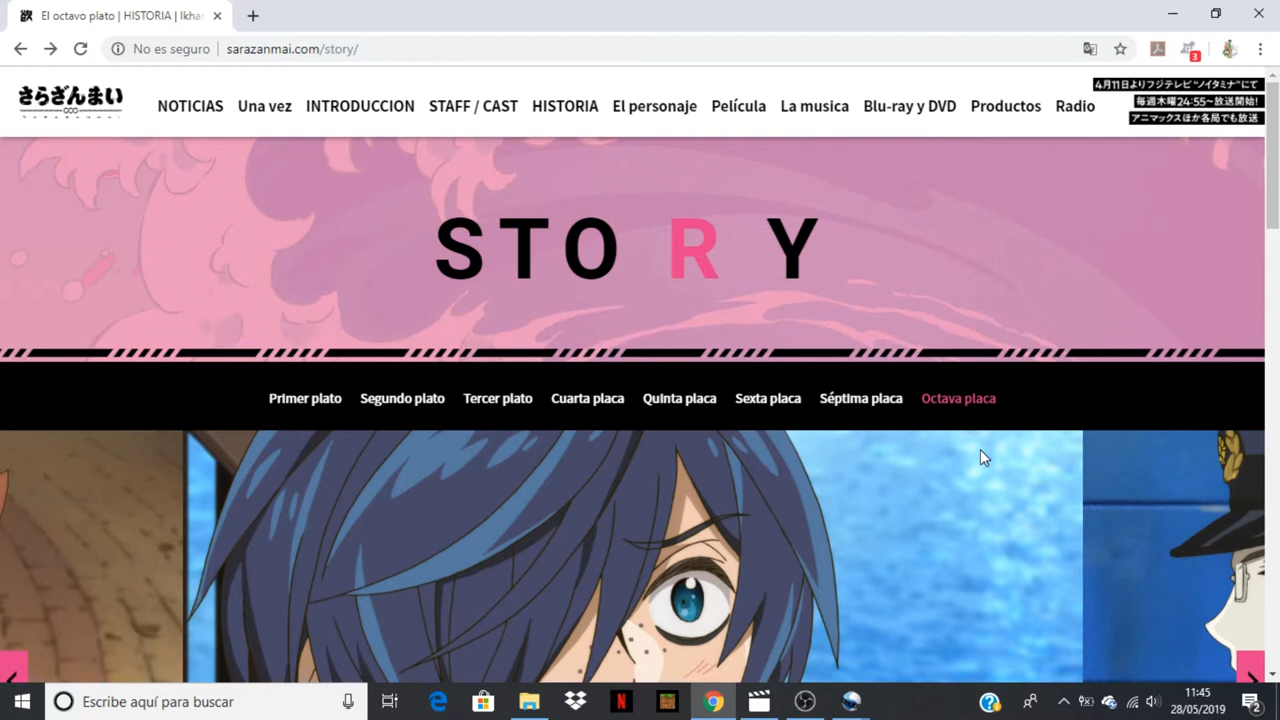 El octavo plato | HISTORIA | Ikha
No es seguro
sarazanmai.com/story/
3
さらざんまい
NOTICIAS Una vez INTRODUCCION STAFF / CAST HISTORIA El personaje Película La musica Blu-ray y DVD Productos Radio
4月11日よりフジテレビ"ノイタミナ"にて
毎週木曜24:55~放送開始!
アニマックスほか各局でも放送
STORY
Primer plato Segundo plato Tercer plato Cuarta placa Quinta placa Sexta placa Séptima placa Octava placa
Escribe aquí para buscar
11:45
28/05/2019
2